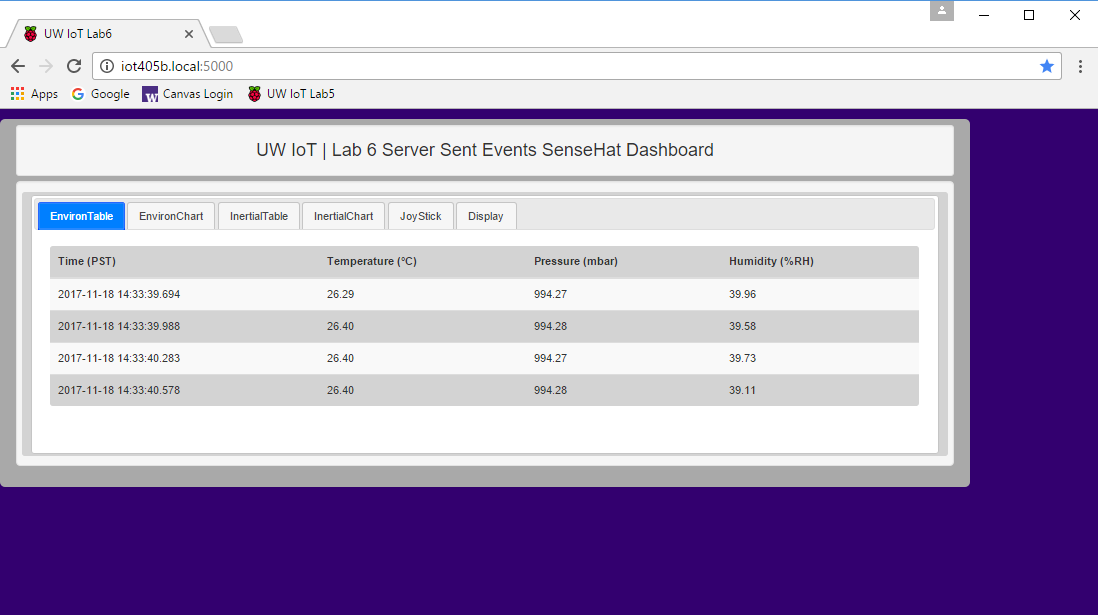 UW IoT Lab6
iot405b.local:5000
Apps Google Canvas Login UW IoT Lab5
UW IoT | Lab 6 Server Sent Events SenseHat Dashboard
EnvironTable EnvironChart InertialTable InertialChart JoyStick Display
Time (PST) Temperature (°C) Pressure (mbar) Humidity (%RH)
2017-11-18 14:33:39.694 26.29 994.27 39.96
2017-11-18 14:33:39.988 26.40 994.28 39.58
2017-11-18 14:33:40.283 26.40 994.27 39.73
2017-11-18 14:33:40.578 26.40 994.28 39.11